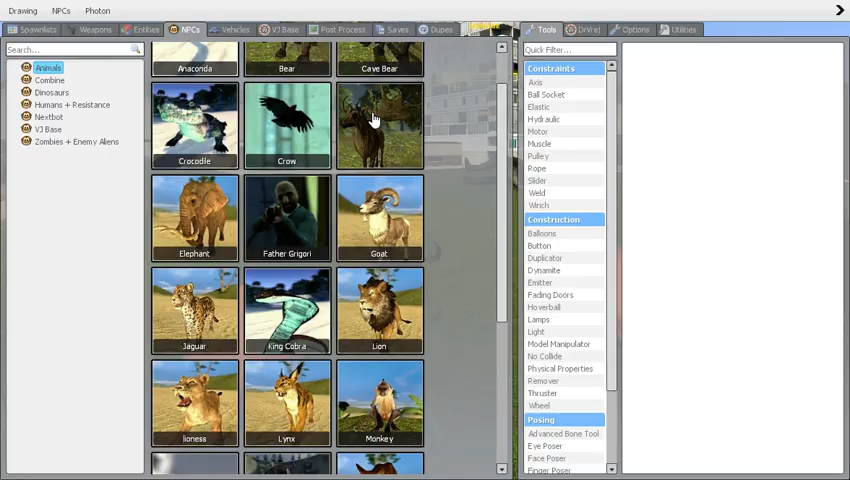 Drawing NPCs Photon
Spawnlists Weapons Entities NPCs Vehicles VJ Base Post Process Saves Dupes Tools DrVrej Options Utilities
Search...
Quick Filter...
Animals
Combine
Dinosaurs
Humans + Resistance
Nextbot
VJ Base
Zombies + Enemy Aliens
Anaconda Bear Cave Bear
Crocodile Crow
Elephant Father Grigori Goat
Jaguar King Cobra Lion
lioness Lynx Monkey
Constraints
Axis
Ball Socket
Elastic
Hydraulic
Motor
Muscle
Pulley
Rope
Slider
Weld
Winch
Construction
Balloons
Button
Duplicator
Dynamite
Emitter
Fading Doors
Hoverball
Lamps
Light
Model Manipulator
No Collide
Physical Properties
Remover
Thruster
Wheel
Posing
Advanced Bone Tool
Eye Poser
Face Poser
Finger Poser